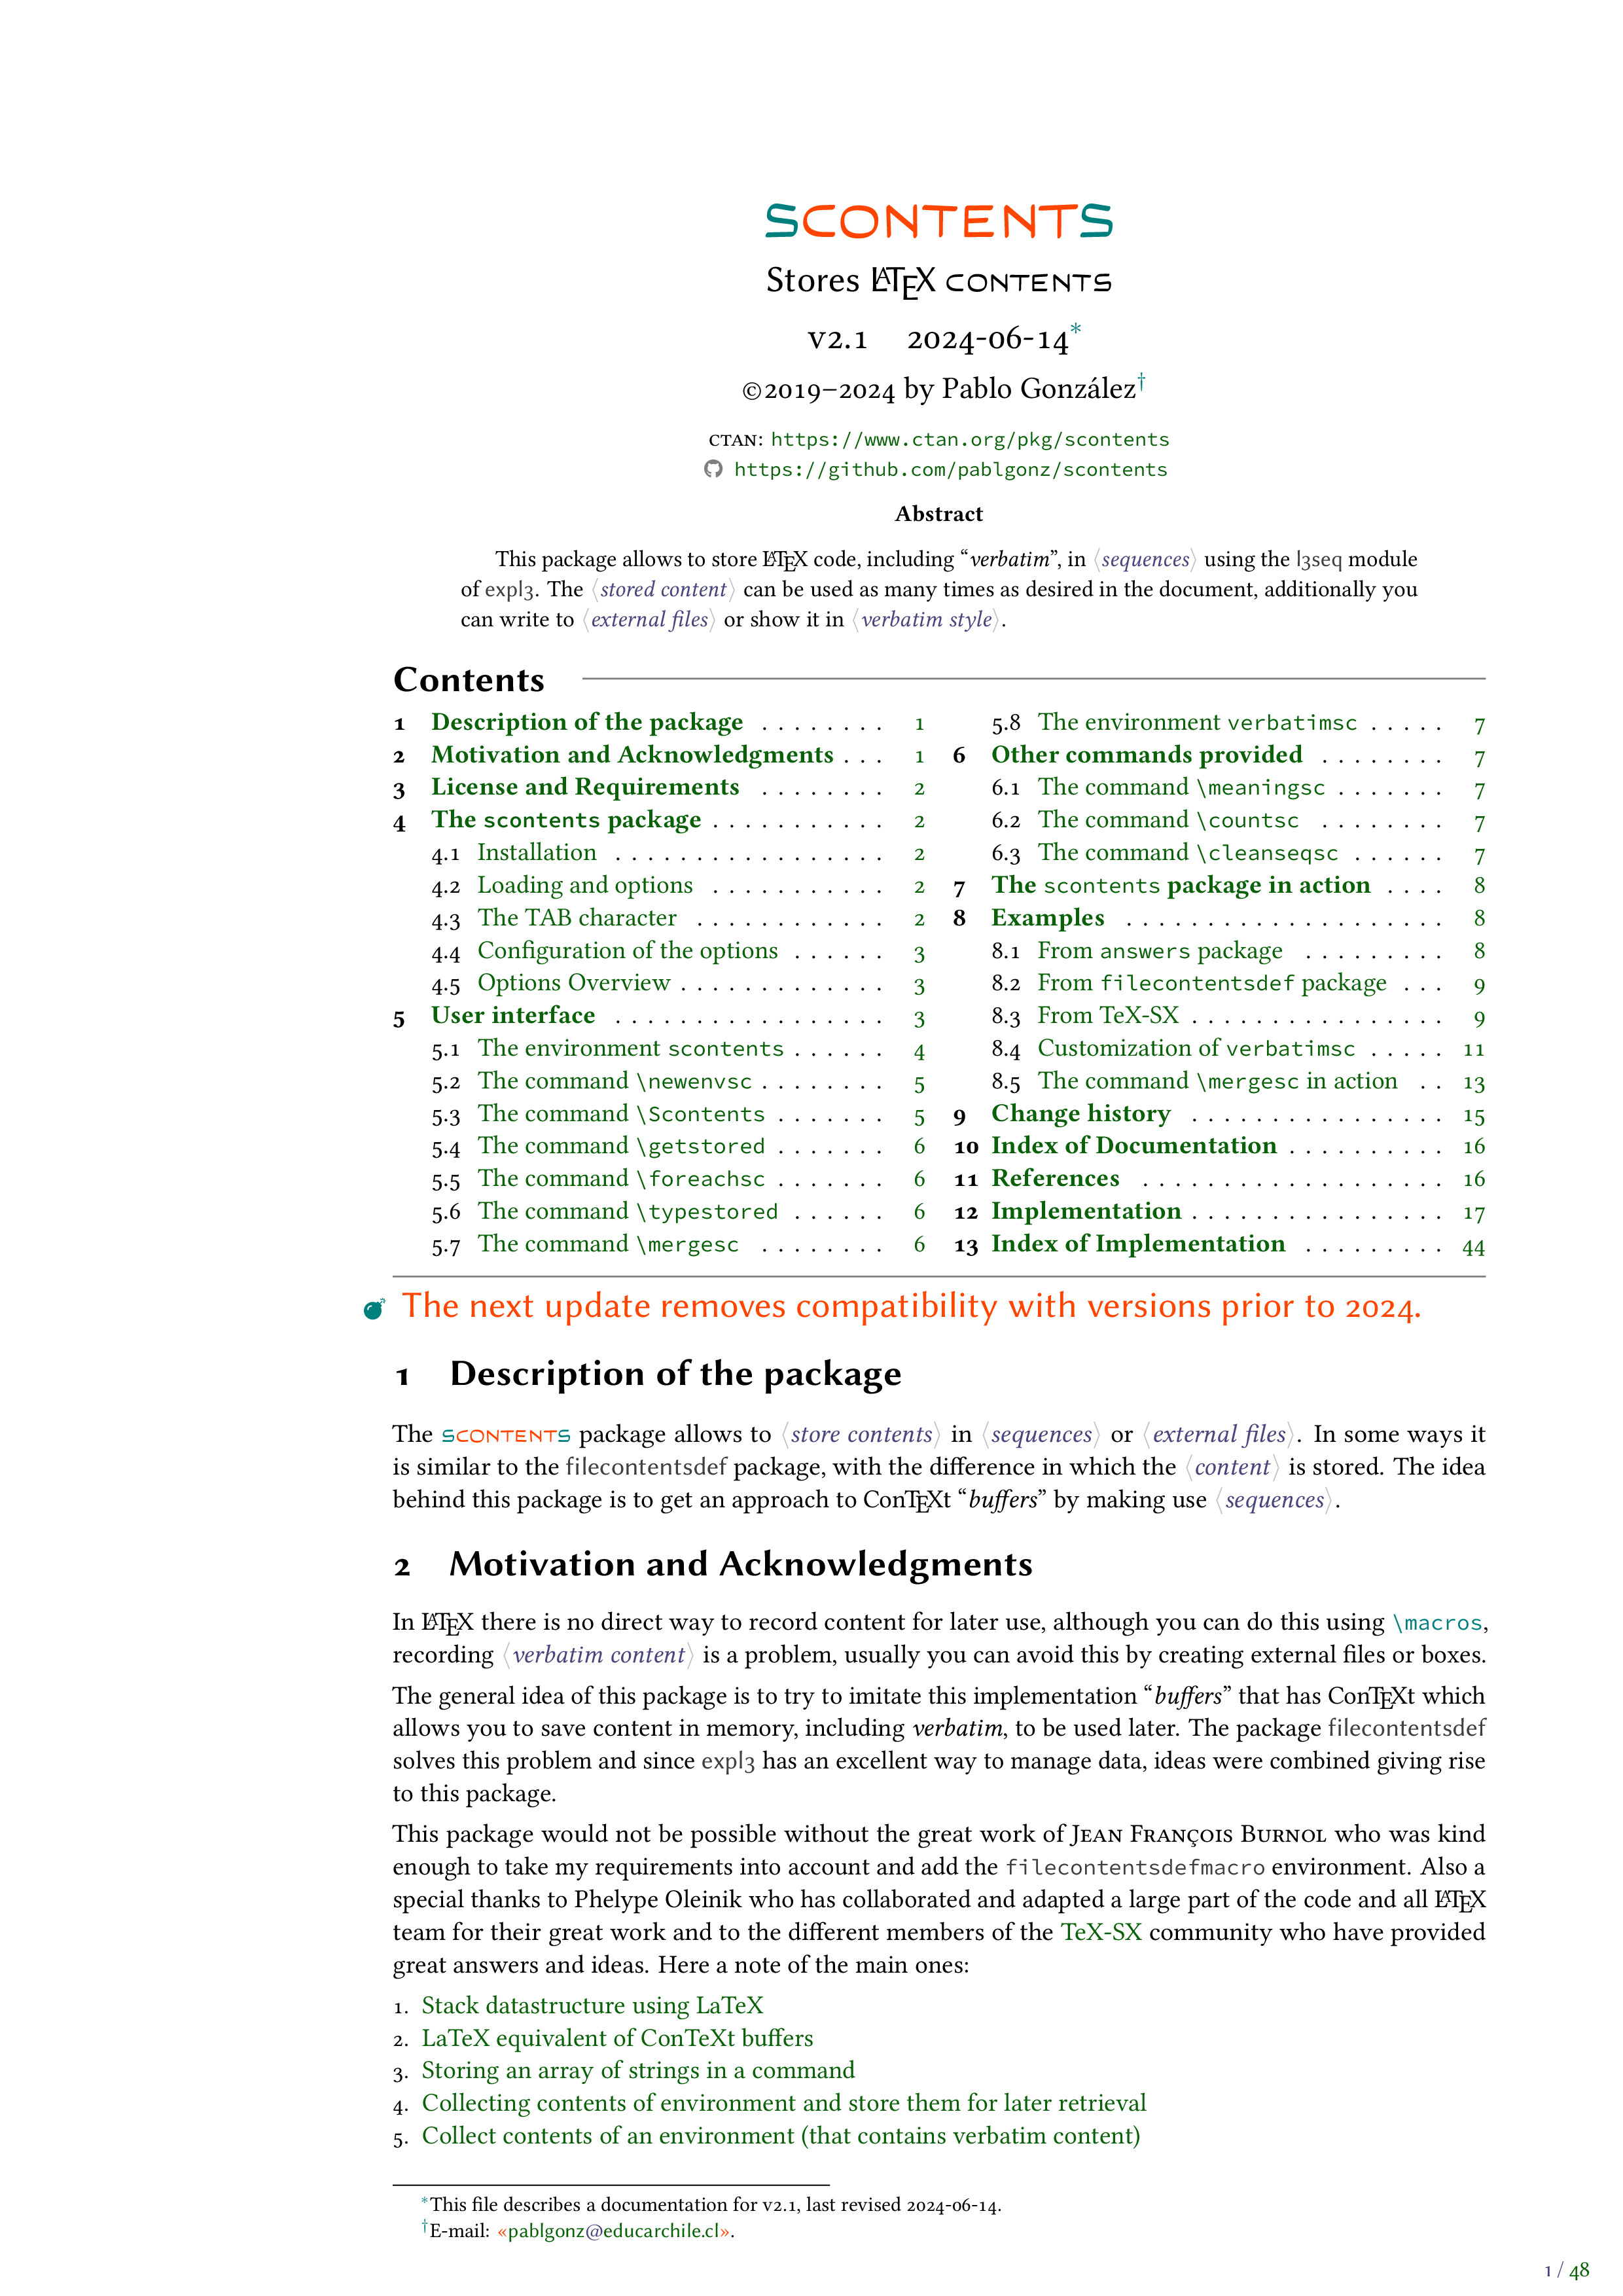 SCONTENTS
Stores LATEX CONTENTS
v2.1 2024-06-14*
©2019–2024 by Pablo González†
CTAN: https://www.ctan.org/pkg/scontents
https://github.com/pablgonz/scontents
Abstract
This package allows to store LATEX code, including “verbatim”, in ⟨sequences⟩ using the l3seq module
of expl3. The ⟨stored content⟩ can be used as many times as desired in the document, additionally you
can write to ⟨external files⟩ or show it in ⟨verbatim style⟩.
Contents
1 Description of the package . . . . . . . . 1
2 Motivation and Acknowledgments . . . 1
3 License and Requirements . . . . . . . . 2
4 The scontents package . . . . . . . . . . . 2
4.1 Installation . . . . . . . . . . . . . . . . . 2
4.2 Loading and options . . . . . . . . . . . 2
4.3 The TAB character . . . . . . . . . . . . 2
4.4 Configuration of the options . . . . . . 3
4.5 Options Overview . . . . . . . . . . . . . 3
5 User interface . . . . . . . . . . . . . . . . . 3
5.1 The environment scontents . . . . . . 4
5.2 The command \newenvsc . . . . . . . . 5
5.3 The command \Scontents . . . . . . . 5
5.4 The command \getstored . . . . . . . 6
5.5 The command \foreachsc . . . . . . . 6
5.6 The command \typestored . . . . . . 6
5.7 The command \mergesc . . . . . . . . 6
5.8 The environment verbatimsc . . . . . 7
6 Other commands provided . . . . . . . . 7
6.1 The command \meaningsc . . . . . . . 7
6.2 The command \countsc . . . . . . . . 7
6.3 The command \cleanseqsc . . . . . . 7
7 The scontents package in action . . . . 8
8 Examples . . . . . . . . . . . . . . . . . . . . 8
8.1 From answers package . . . . . . . . . 8
8.2 From filecontentsdef package . . . 9
8.3 From TeX-SX . . . . . . . . . . . . . . . . 9
8.4 Customization of verbatimsc . . . . . 11
8.5 The command \mergesc in action . . 13
9 Change history . . . . . . . . . . . . . . . . 15
10 Index of Documentation . . . . . . . . . . 16
11 References . . . . . . . . . . . . . . . . . . . 16
12 Implementation . . . . . . . . . . . . . . . . 17
13 Index of Implementation . . . . . . . . . 44
The next update removes compatibility with versions prior to 2024.
1 Description of the package
The SCONTENTS package allows to ⟨store contents⟩ in ⟨sequences⟩ or ⟨external files⟩. In some ways it
is similar to the filecontentsdef package, with the difference in which the ⟨content⟩ is stored. The idea
behind this package is to get an approach to ConTEXt “buffers” by making use ⟨sequences⟩.
2 Motivation and Acknowledgments
In LATEX there is no direct way to record content for later use, although you can do this using \macros,
recording ⟨verbatim content⟩ is a problem, usually you can avoid this by creating external files or boxes.
The general idea of this package is to try to imitate this implementation “buffers” that has ConTEXt which
allows you to save content in memory, including verbatim, to be used later. The package filecontentsdef
solves this problem and since expl3 has an excellent way to manage data, ideas were combined giving rise
to this package.
This package would not be possible without the great work of JEAN FRANÇOIS BURNOL who was kind
enough to take my requirements into account and add the filecontentsdefmacro environment. Also a
special thanks to Phelype Oleinik who has collaborated and adapted a large part of the code and all LATEX
team for their great work and to the different members of the TeX-SX community who have provided
great answers and ideas. Here a note of the main ones:
1. Stack datastructure using LaTeX
2. LaTeX equivalent of ConTeXt buffers
3. Storing an array of strings in a command
4. Collecting contents of environment and store them for later retrieval
5. Collect contents of an environment (that contains verbatim content)
*This file describes a documentation for v2.1, last revised 2024-06-14.
†E-mail: «pablgonz@educarchile.cl».
1 / 48